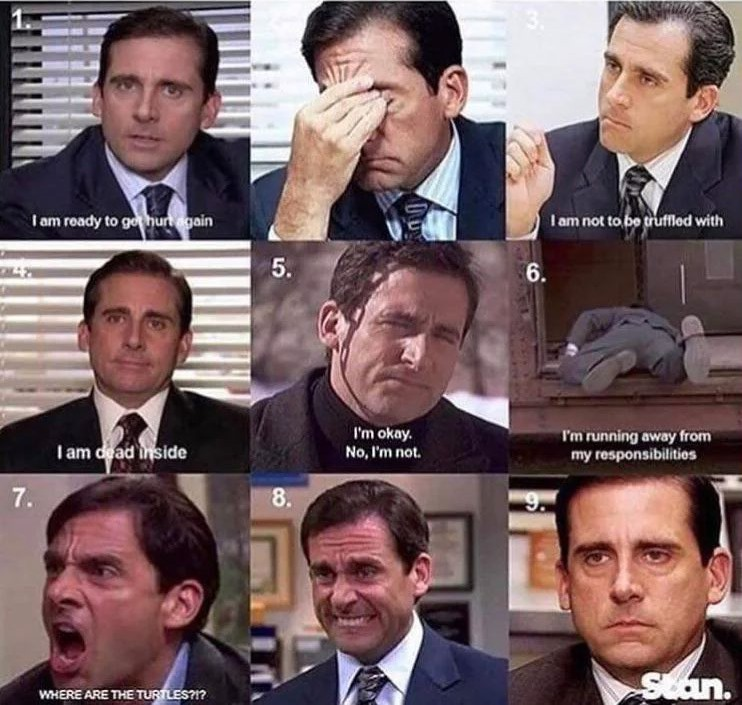 1.
3.
I am ready to get hurt again
I am not to be truffled with
4.
5.
6.
I am dead inside
I'm okay.
No, I'm not.
I'm running away from
my responsibilities
7.
8.
9.
WHERE ARE THE TURTLES?!?
Stan.